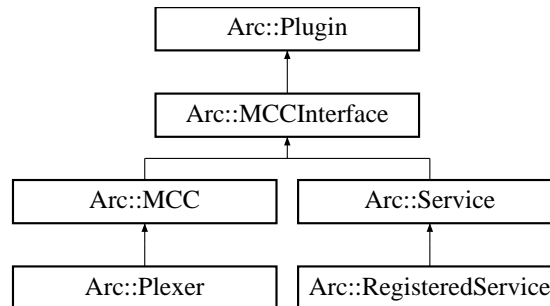 Arc::Plugin
Arc::MCCInterface
Arc::MCC
Arc::Service
Arc::Plexer
Arc::RegisteredService